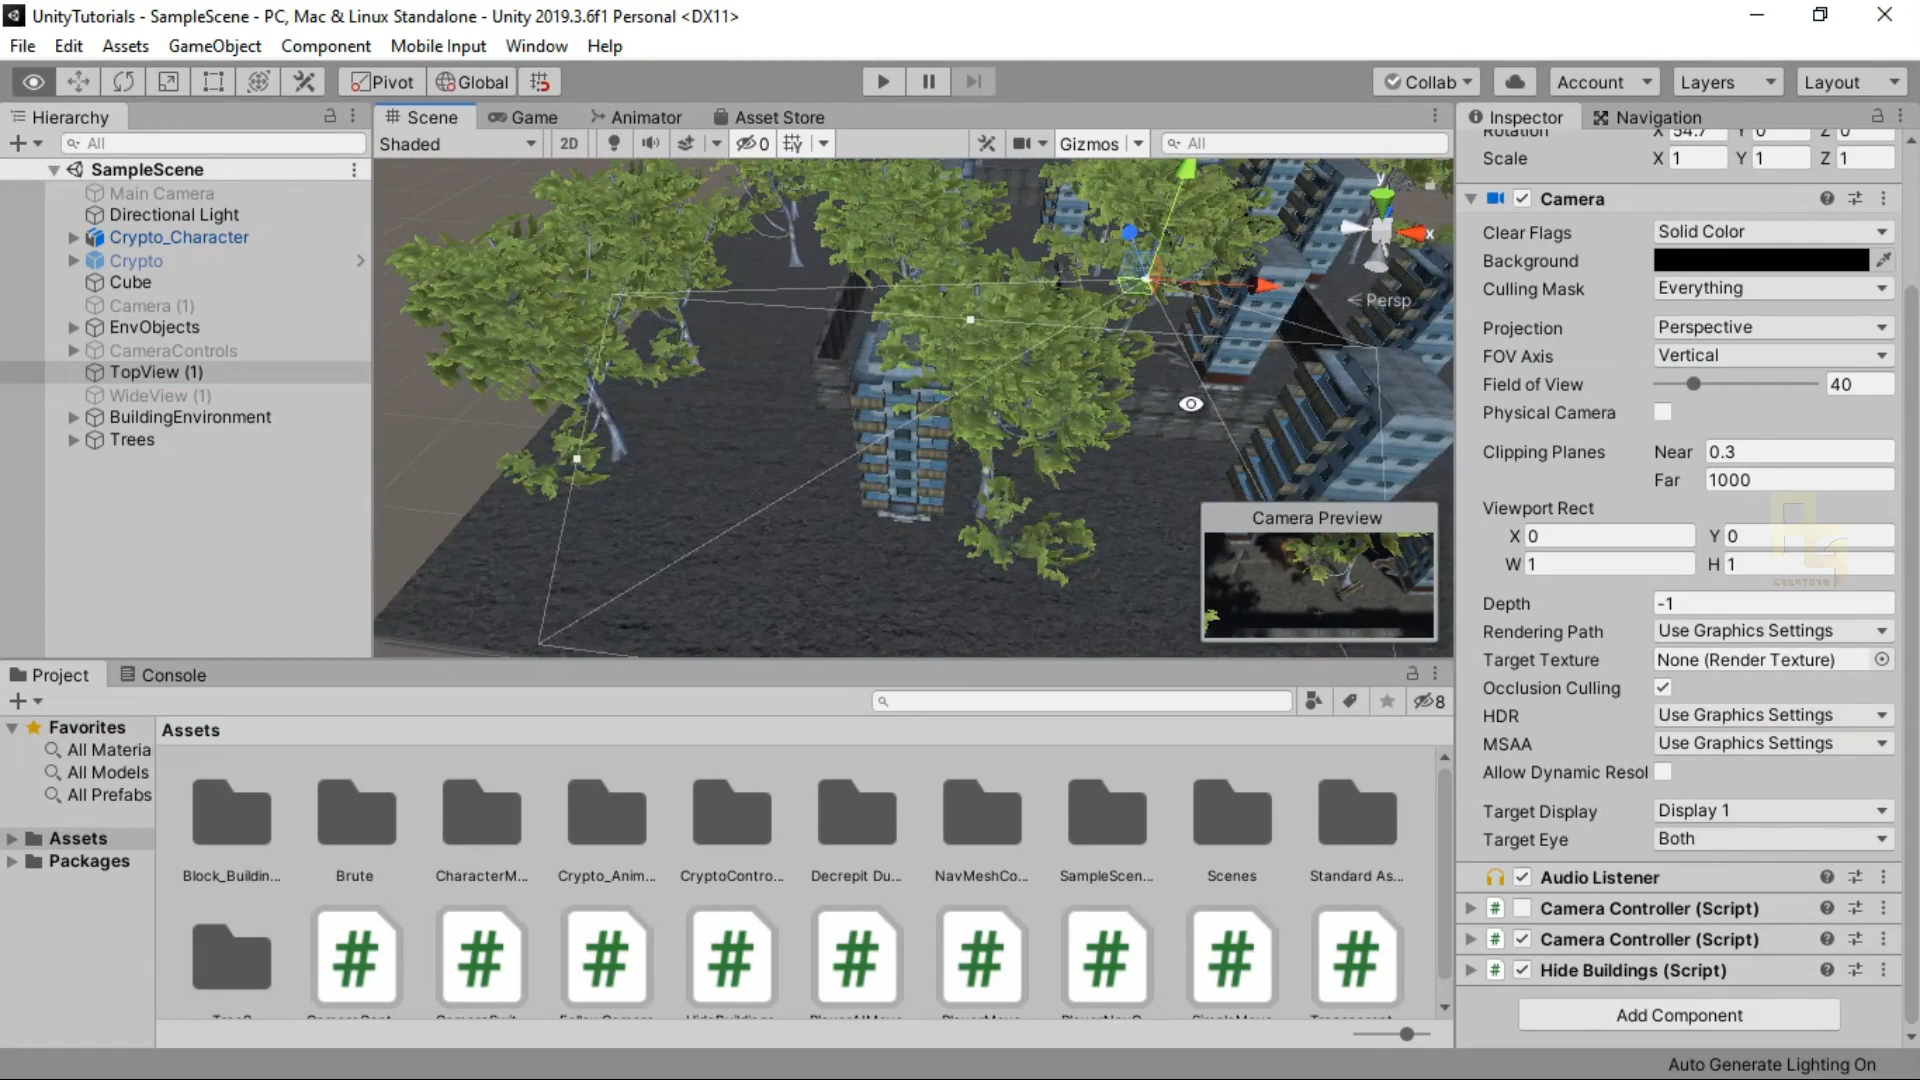 UnityTutorials - SampleScene - PC, Mac & Linux Standalone - Unity 2019.3.6f1 Personal <DX11>
File Edit Assets GameObject Component Mobile Input Window Help
Pivot Global Collab Account Layers Layout
Hierarchy
All
SampleScene
Main Camera
Directional Light
Crypto_Character
Crypto
Cube
Camera (1)
EnvObjects
CameraControls
TopView (1)
WideView (1)
BuildingEnvironment
Trees
Scene Game Animator Asset Store
Shaded 2D 0 Gizmos All
y
x
Persp
Camera Preview
Inspector Navigation
Rotation X 54.7 Y 0 Z 0
Scale X 1 Y 1 Z 1
Camera
Clear Flags Solid Color
Background
Culling Mask Everything
Projection Perspective
FOV Axis Vertical
Field of View 40
Physical Camera
Clipping Planes Near 0.3
Far 1000
Viewport Rect
X 0 Y 0
W 1 H 1
CREATORS
Depth -1
Rendering Path Use Graphics Settings
Target Texture None (Render Texture)
Occlusion Culling
HDR Use Graphics Settings
MSAA Use Graphics Settings
Allow Dynamic Resol
Target Display Display 1
Target Eye Both
Audio Listener
# Camera Controller (Script)
# Camera Controller (Script)
# Hide Buildings (Script)
Add Component
Project Console
8
Favorites
All Materia
All Models
All Prefabs
Assets
Packages
Assets
Block_Buildin... Brute CharacterM... Crypto_Anim... CryptoContro... Decrepit Du... NavMeshCo... SampleScen... Scenes Standard As...
# # # # # # # # #
Auto Generate Lighting On